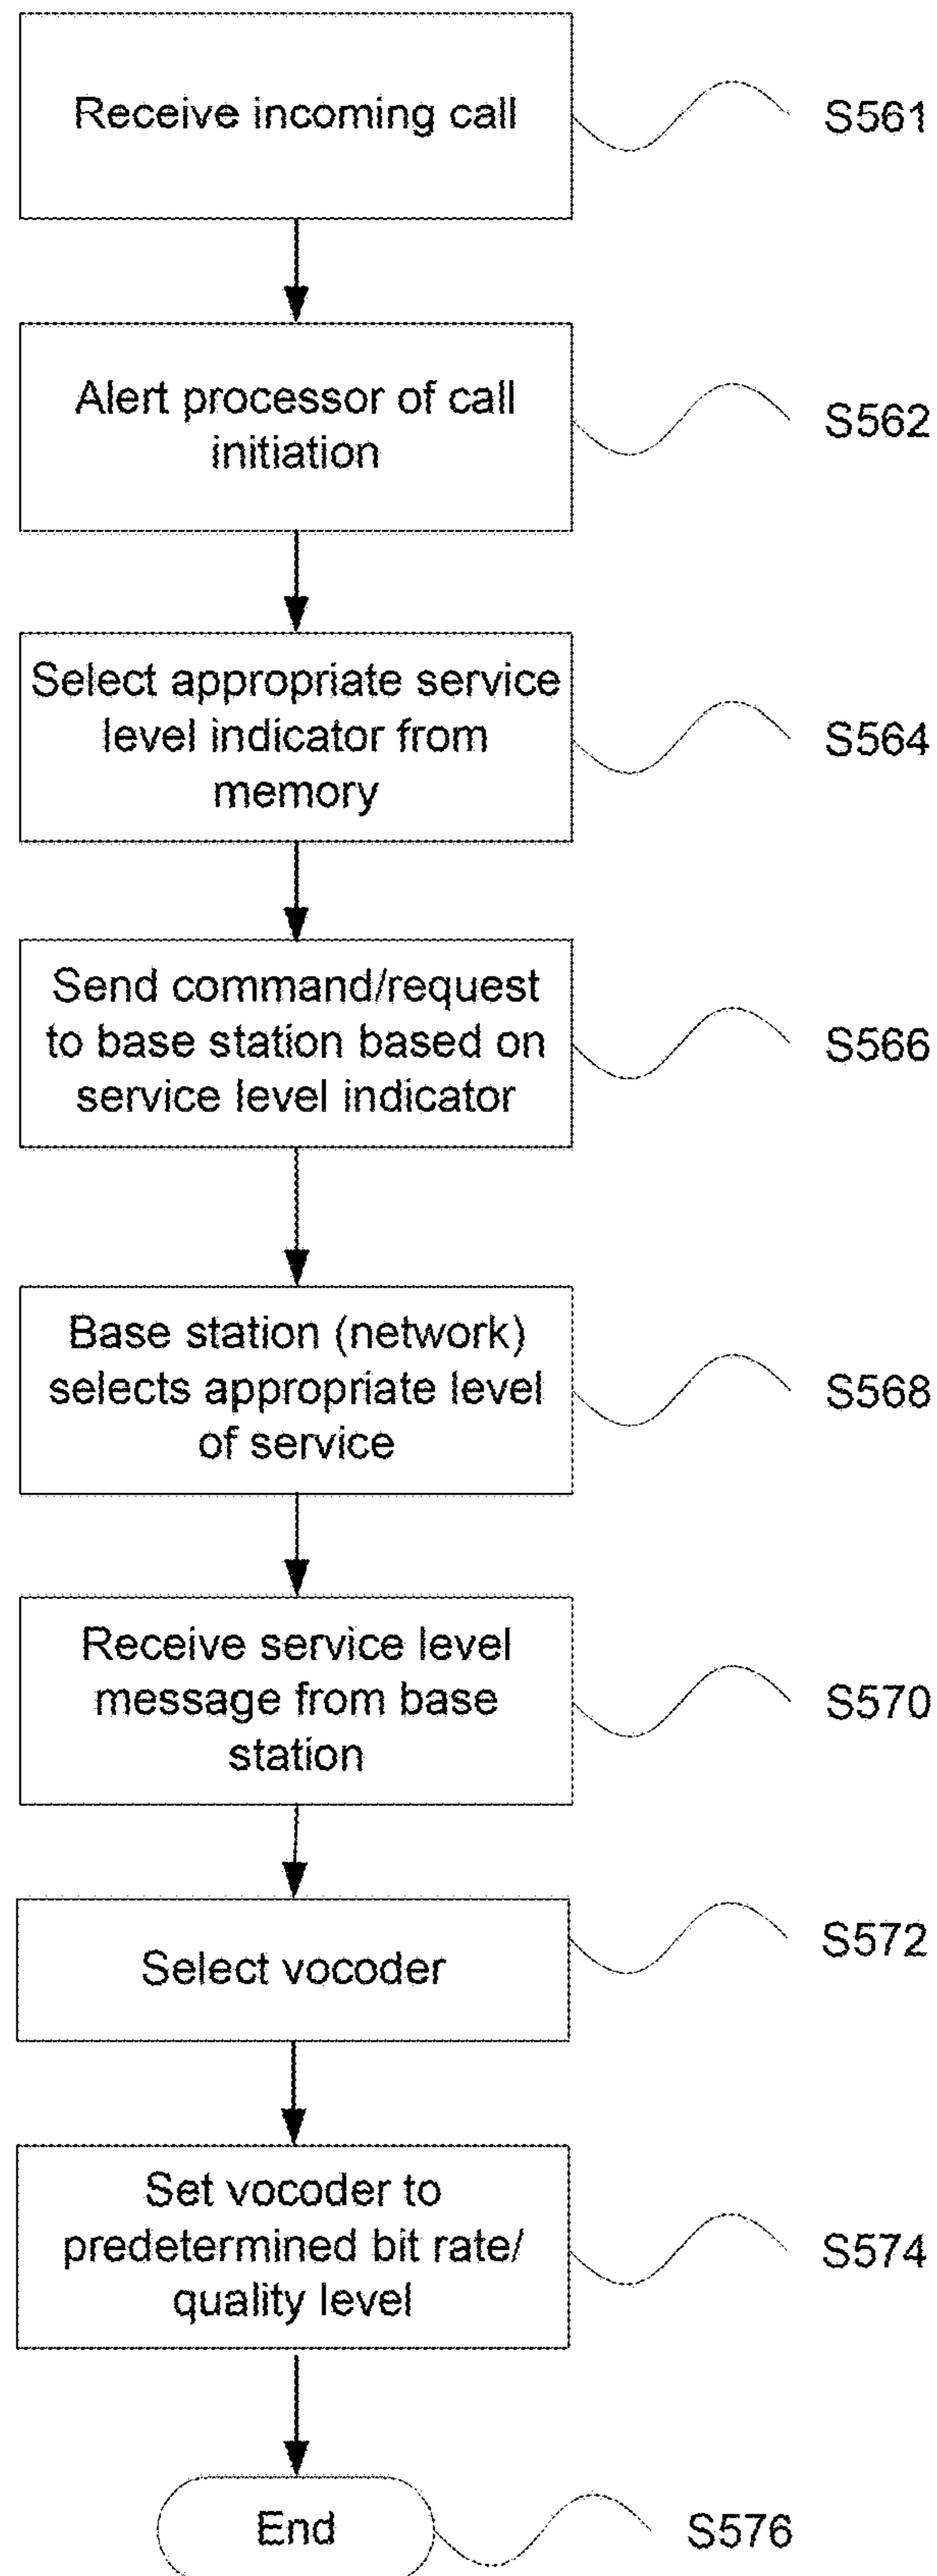 Receive incoming call
S561
Alert processor of call
initiation
S562
Select appropriate service
level indicator from
memory
S564
Send command/request
to base station based on
service level indicator
S566
Base station (network)
selects appropriate level
of service
S568
Receive service level
message from base
station
S570
Select vocoder
S572
Set vocoder to
predetermined bit rate/
quality level
S574
End
S576